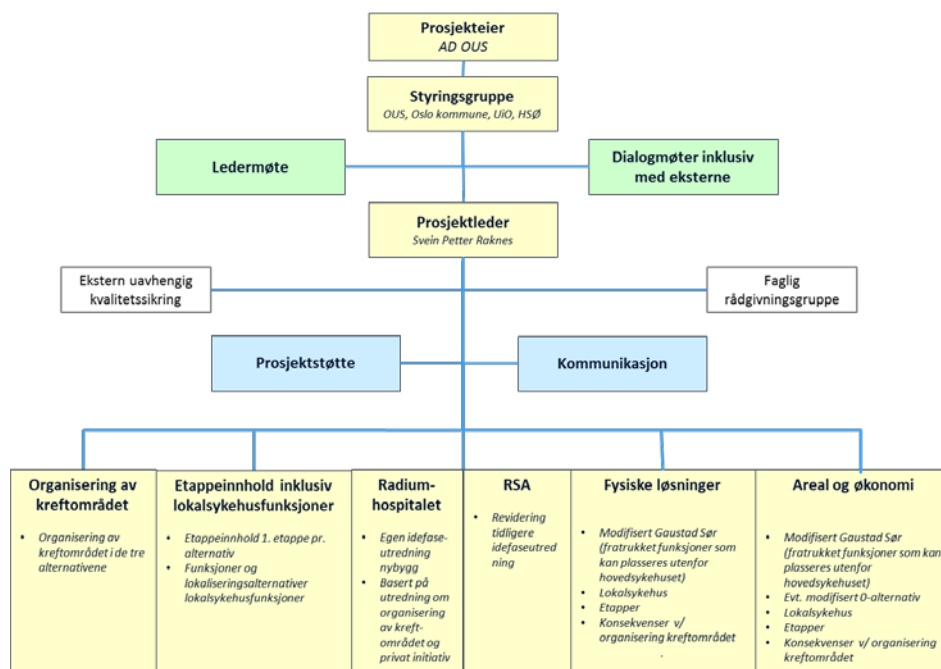 Prosjekteier
AD OUS
Styringsgruppe
OUS, Oslo kommune, UiO, HSØ
Ledermøte
Dialogmøter inklusiv
med eksterne
Prosjektleder
Svein Petter Raknes
Ekstern uavhengig
kvalitetssikring
Faglig
rådgivningsgruppe
Prosjektstøtte
Kommunikasjon
Organisering av
kreftområdet
• Organisering av
kreftområdet i de tre
alternativene
Etappeinnhold inklusiv
lokalsykehusfunksjoner
• Etappeinnhold 1. etappe pr.
alternativ
• Funksjoner og
lokaliseringsalternativer
lokalsykehusfunksjoner
Radium-
hospitalet
• Egen idefase-
utredning
nybygg
• Basert på
utredning om
organisering
av kreft-
området og
privat initiativ
RSA
• Revidering
tidligere
idefaseutred
ning
Fysiske løsninger
• Modifisert Gaustad Sør
(fratrukket funksjoner som
kan plasseres utenfor
hovedsykehuset)
• Lokalsykehus
• Etapper
• Konsekvenser v/
organisering kreftområdet
.
Areal og økonomi
• Modifisert Gaustad Sør
(fratrukket funksjoner som kan
plasseres utenfor
hovedsykehuset)
• Evt. modifisert 0-alternativ
• Lokalsykehus
• Etapper
• Konsekvenser v/ organisering
kreftområdet